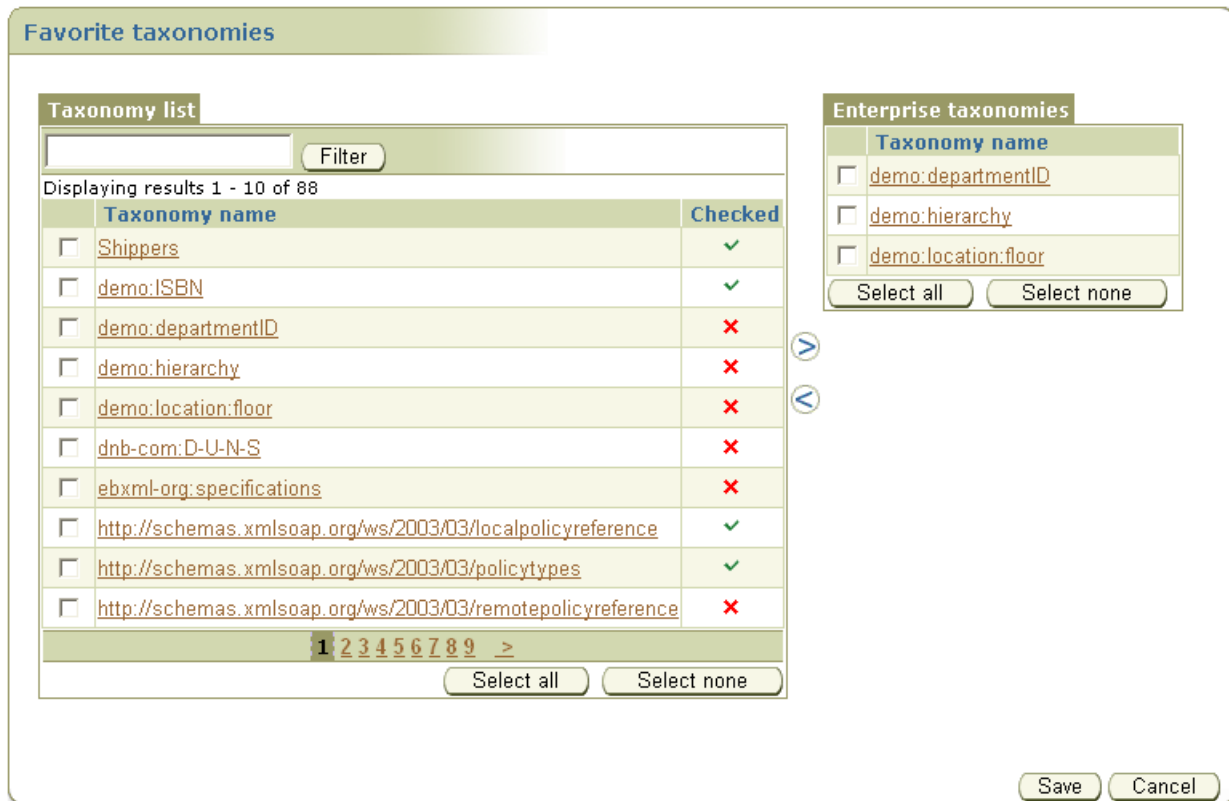 Favorite taxonomies
Taxonomy list
Filter
Displaying results 1 - 10 of 88
Taxonomy name Checked
Shippers
demo:ISBN
demo:departmentID
demo:hierarchy
demo:location:floor
dnb-com:D-U-N-S
ebxml-org:specifications
http://schemas.xmlsoap.org/ws/2003/03/localpolicyreference
http://schemas.xmlsoap.org/ws/2003/03/policytypes
http://schemas.xmlsoap.org/ws/2003/03/remotepolicyreference
1 2 3 4 5 6 7 8 9 >
Select all Select none
> 
<
Enterprise taxonomies
Taxonomy name
demo:departmentID
demo:hierarchy
demo:location:floor
Select all Select none
Save Cancel